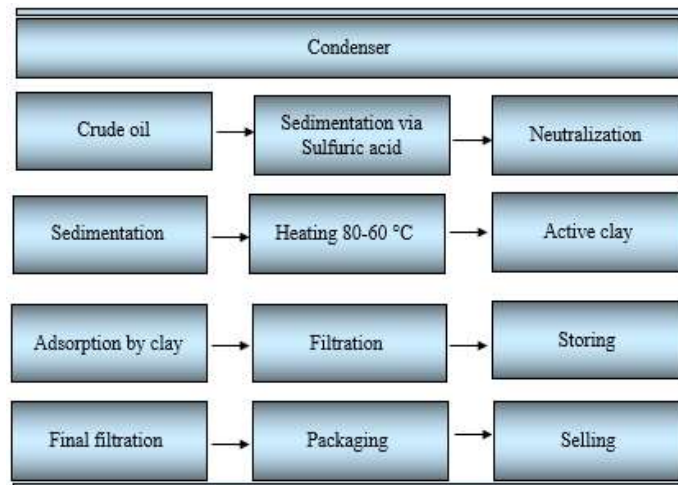 Condenser
Crude oil
Sedimentation via
Sulfuric acid
Neutralization
Sedimentation
Heating 80-60 °C
Active clay
Adsorption by clay
Filtration
Storing
Final filtration
Packaging
Selling